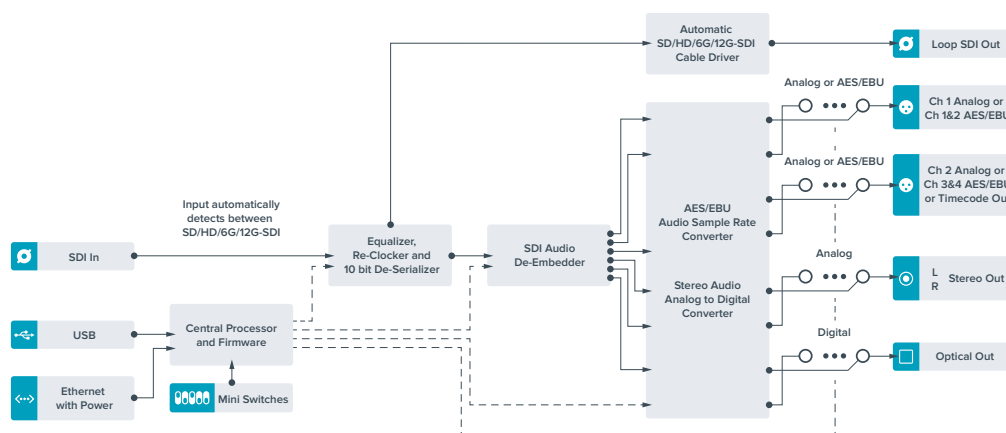 Automatic
SD/HD/6G/12G-SDI
Cable Driver
Loop SDI Out
Analog or AES/EBU
Ch 1 Analog or
Ch 1&2 AES/EBU
Analog or AES/EBU
Ch 2 Analog or
Ch 3&4 AES/EBU
or Timecode Ou
Input automatically
detects between
SD/HD/6G/12G-SDI
AES/EBU
Audio Sample Rate
Converter
SDI In
Equalizer,
Re-Clocker and
10 bit De-Serializer
SDI Audio
De-Embedder
Analog
L
R
Stereo Out
Stereo Audio
Analog to Digital
Converter
USB
Central Processor
and Firmware
Digital
Optical Out
Ethernet
with Power
Mini Switches